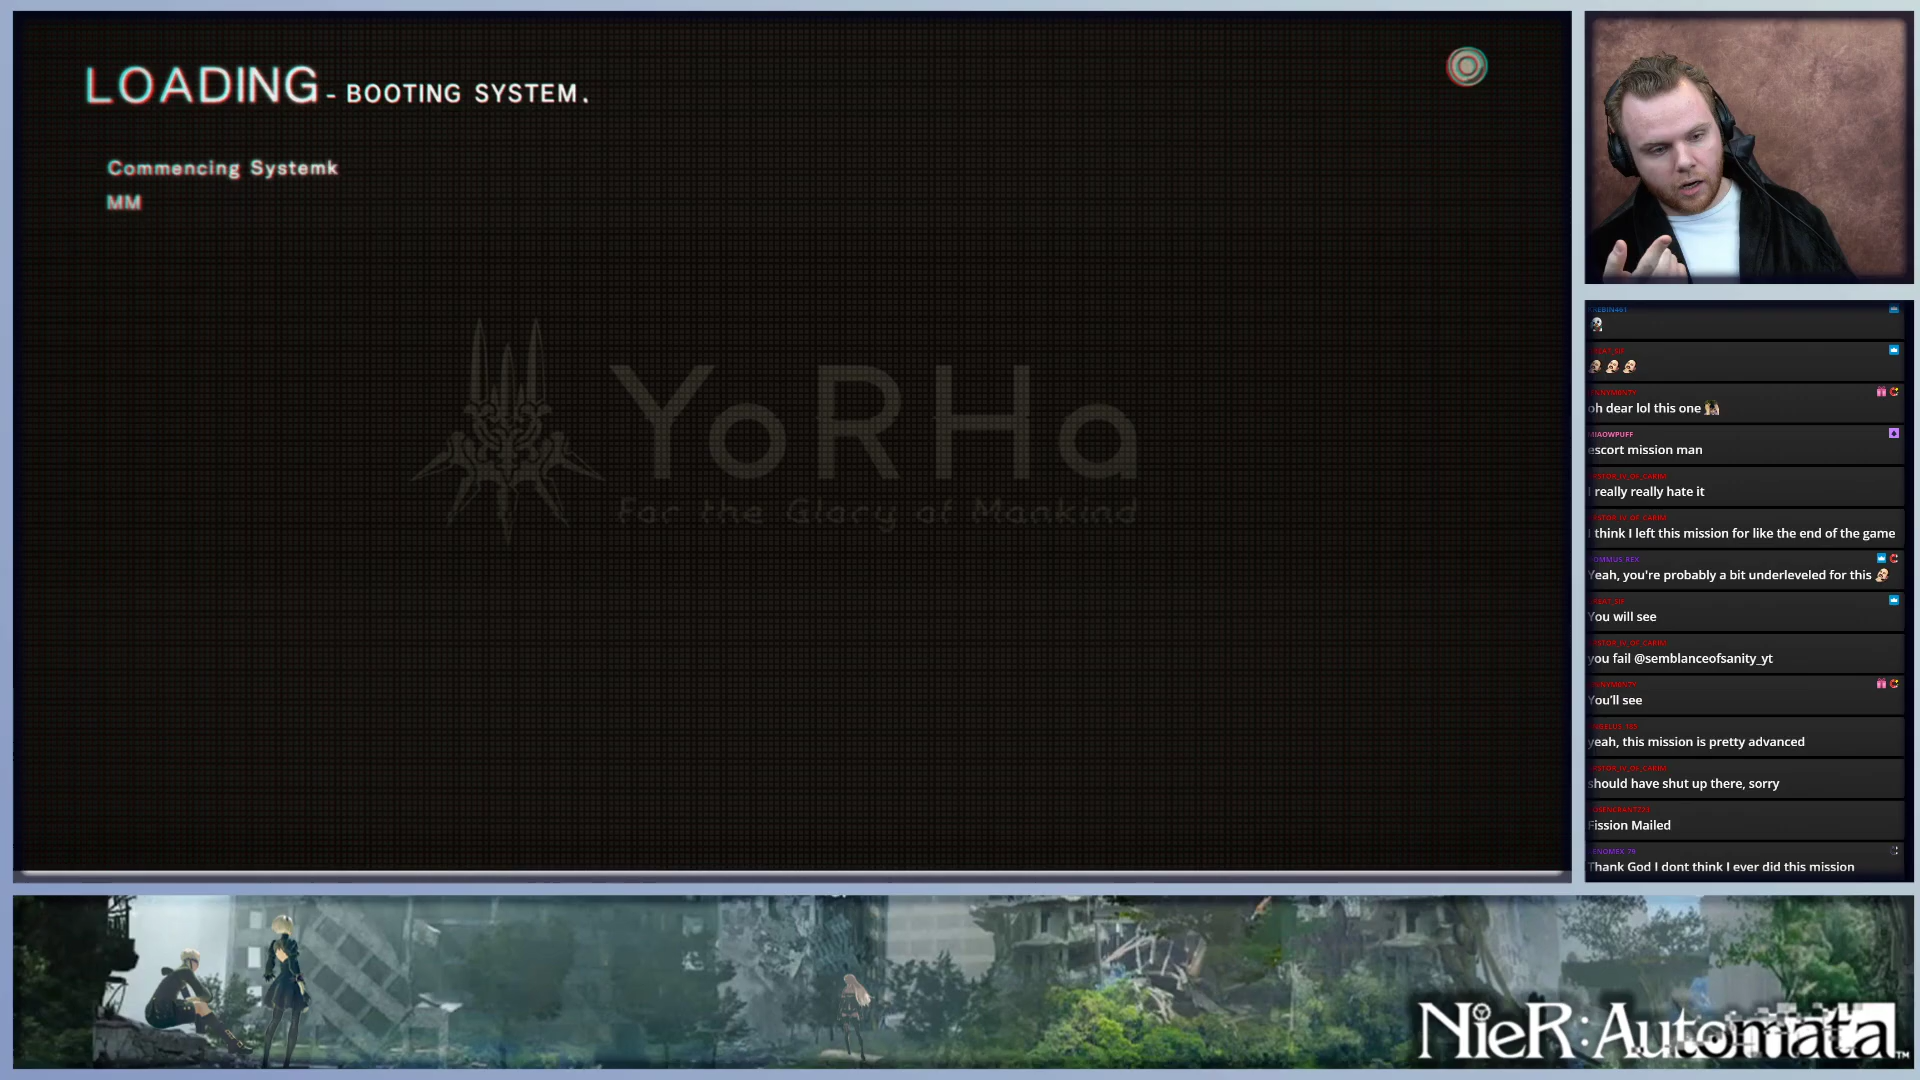 LOADING - BOOTING SYSTEM.
Commencing Systemk
MM
YoRHa
For the Glory of Mankind
oh dear lol this one
MIAOWPUFF
escort mission man
I really really hate it
I think I left this mission for like the end of the game
Yeah, you're probably a bit underleveled for this
You will see
you fail @semblanceofsanity_yt
You'll see
yeah, this mission is pretty advanced
should have shut up there, sorry
Fission Mailed
Thank God I dont think I ever did this mission
NieR:Automata™